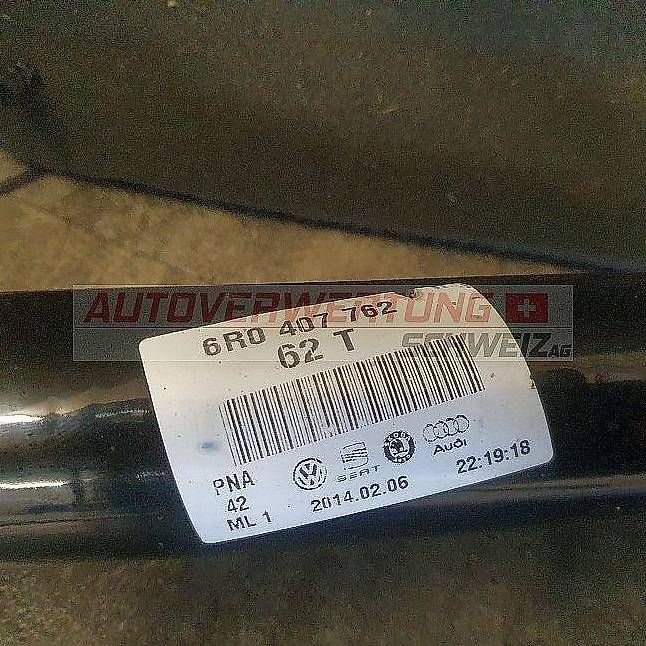 AUTOVERWERTUNG
SCHWEIZ AG
6R0 407 762
62 T
PNA
42
ML 1
SEAT
Audi
2014.02.06
22:19:18